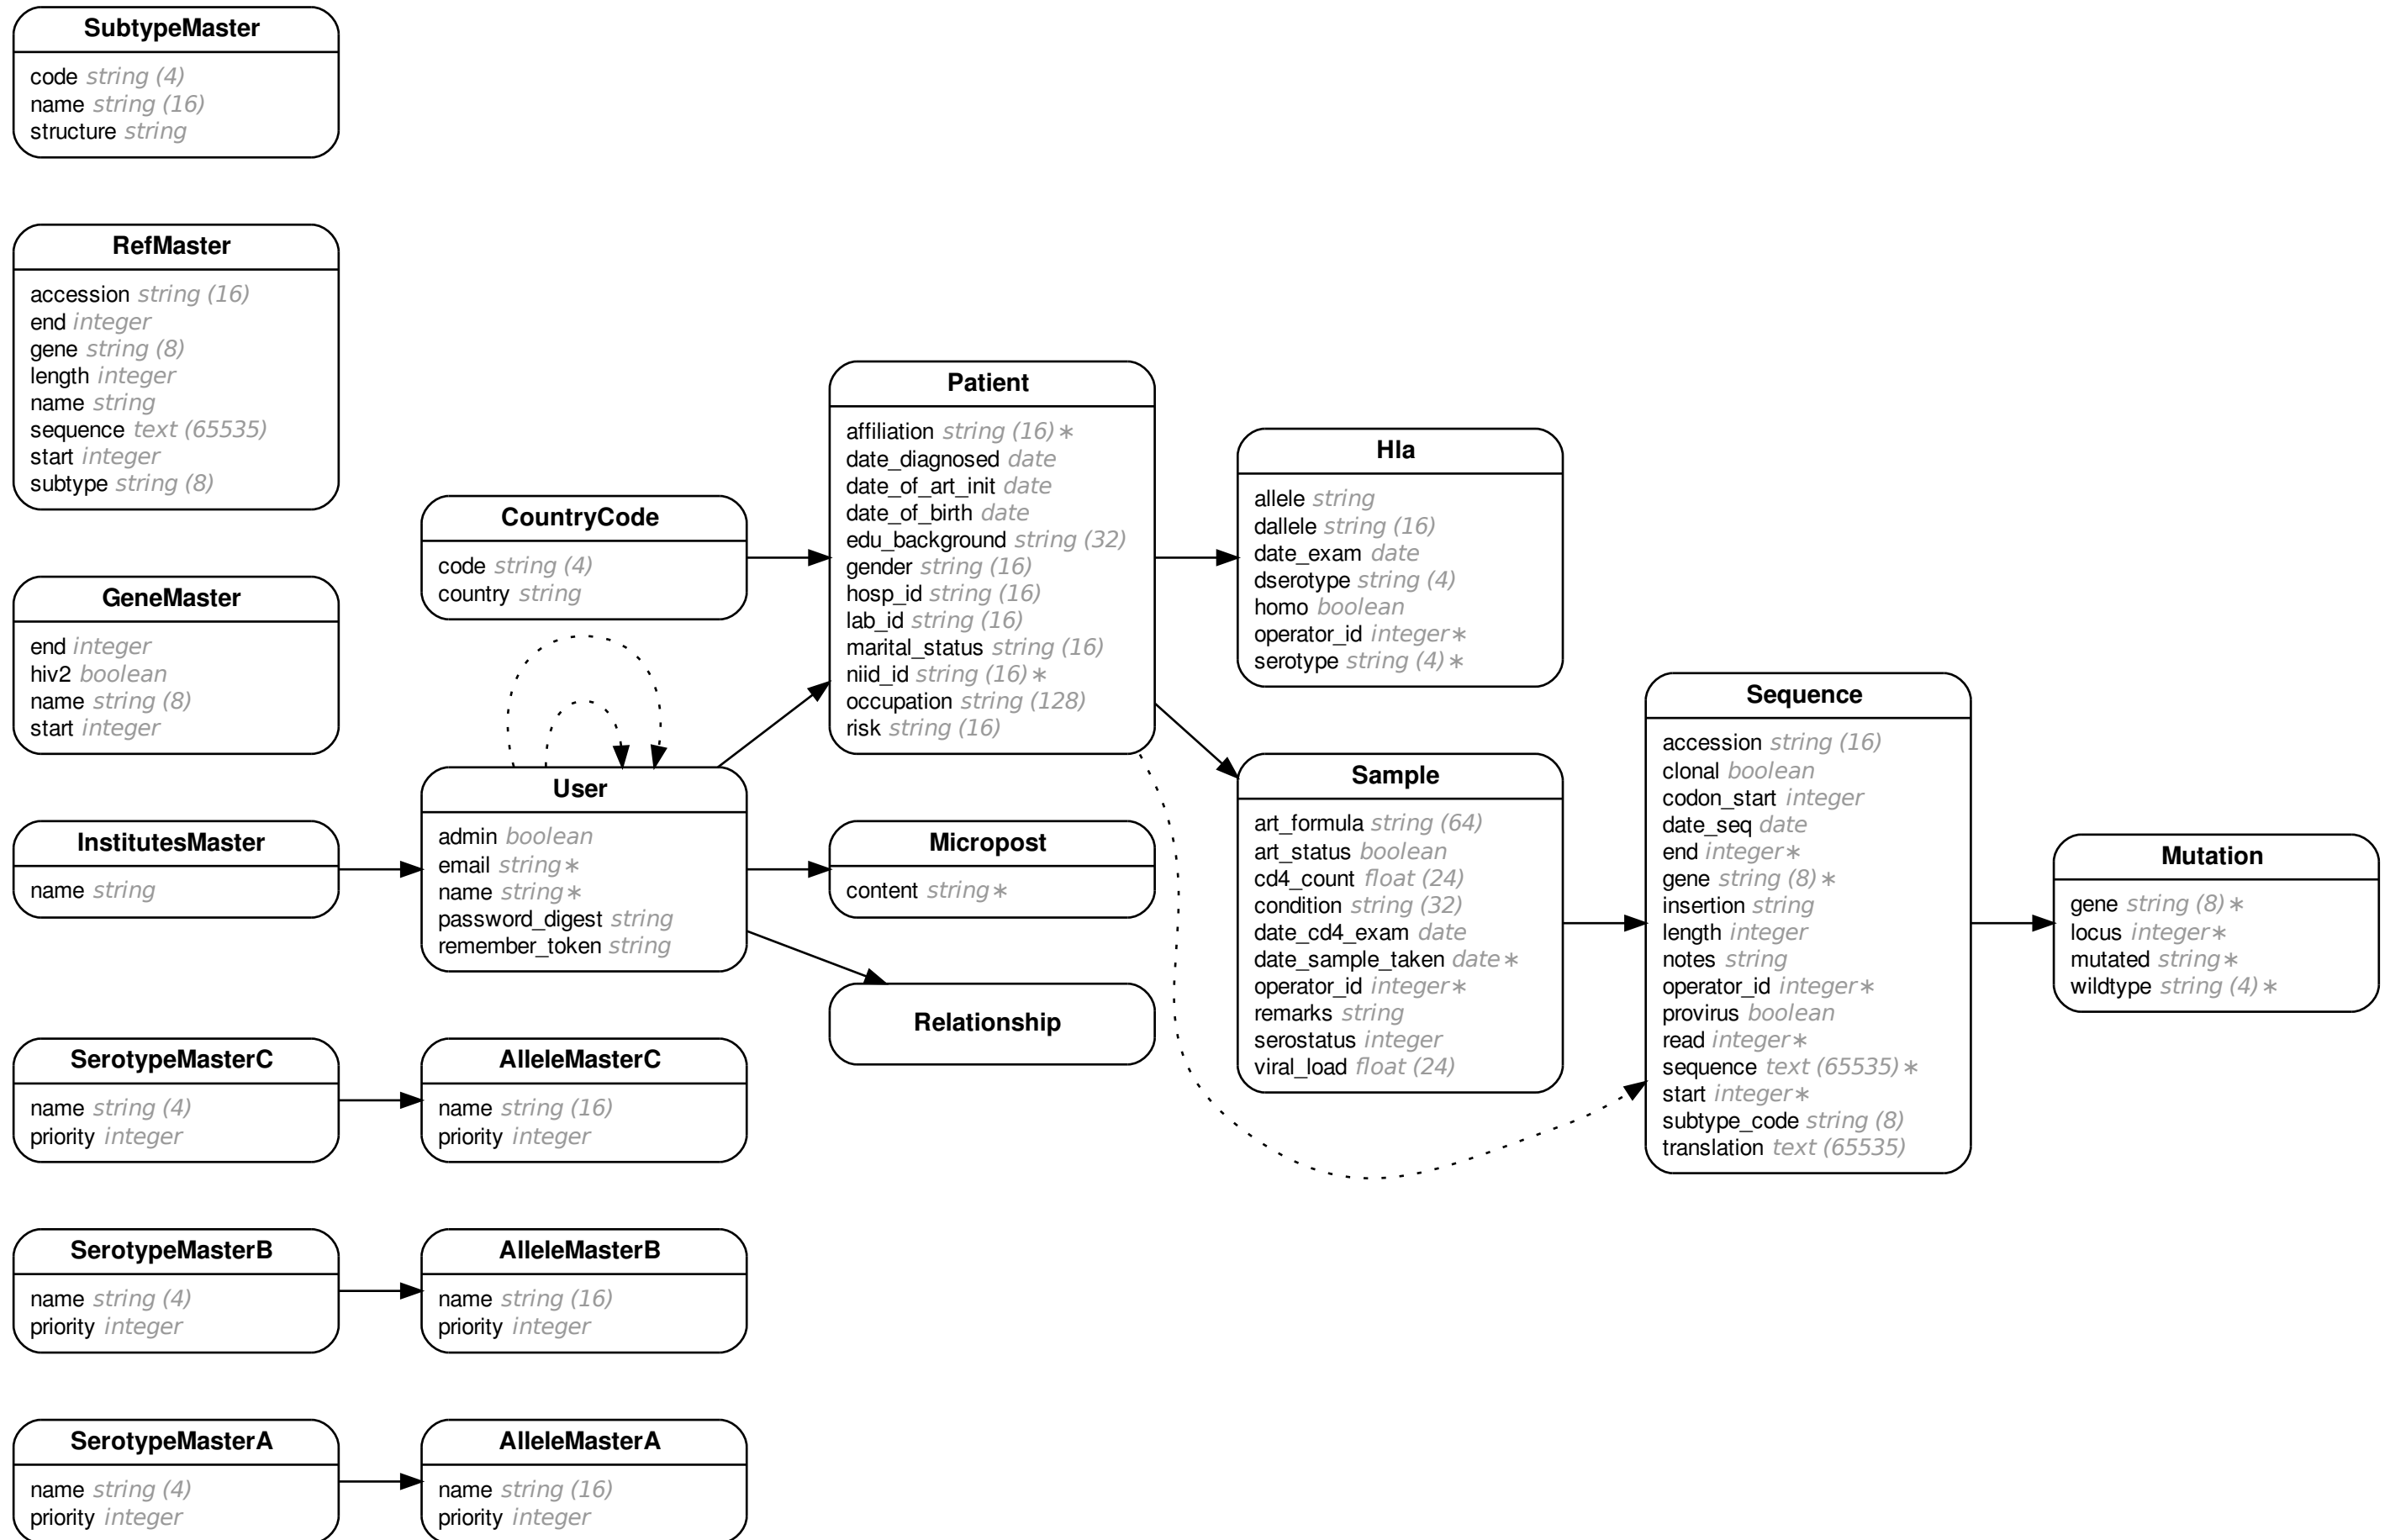 SubtypeMaster
code string (4)
name string (16)
structure string
RefMaster
accession string (16)
end integer
gene string (8)
length integer
name string
sequence text (65535)
start integer
subtype string (8)
GeneMaster
end integer
hiv2 boolean
name string (8)
start integer
InstitutesMaster
name string
SerotypeMasterC
name string (4)
priority integer
SerotypeMasterB
name string (4)
priority integer
SerotypeMasterA
name string (4)
priority integer
CountryCode
code string (4)
country string
User
admin boolean
email string ∗
name string ∗
password_digest string
remember_token string
AlleleMasterC
name string (16)
priority integer
AlleleMasterB
name string (16)
priority integer
AlleleMasterA
name string (16)
priority integer
Patient
affiliation string (16) ∗
date_diagnosed date
date_of_art_init date
date_of_birth date
edu_background string (32)
gender string (16)
hosp_id string (16)
lab_id string (16)
marital_status string (16)
niid_id string (16) ∗
occupation string (128)
risk string (16)
Micropost
content string ∗
Relationship
Hla
allele string
dallele string (16)
date_exam date
dserotype string (4)
homo boolean
operator_id integer ∗
serotype string (4) ∗
Sample
art_formula string (64)
art_status boolean
cd4_count float (24)
condition string (32)
date_cd4_exam date
date_sample_taken date ∗
operator_id integer ∗
remarks string
serostatus integer
viral_load float (24)
Sequence
accession string (16)
clonal boolean
codon_start integer
date_seq date
end integer ∗
gene string (8) ∗
insertion string
length integer
notes string
operator_id integer ∗
provirus boolean
read integer ∗
sequence text (65535) ∗
start integer ∗
subtype_code string (8)
translation text (65535)
Mutation
gene string (8) ∗
locus integer ∗
mutated string ∗
wildtype string (4) ∗